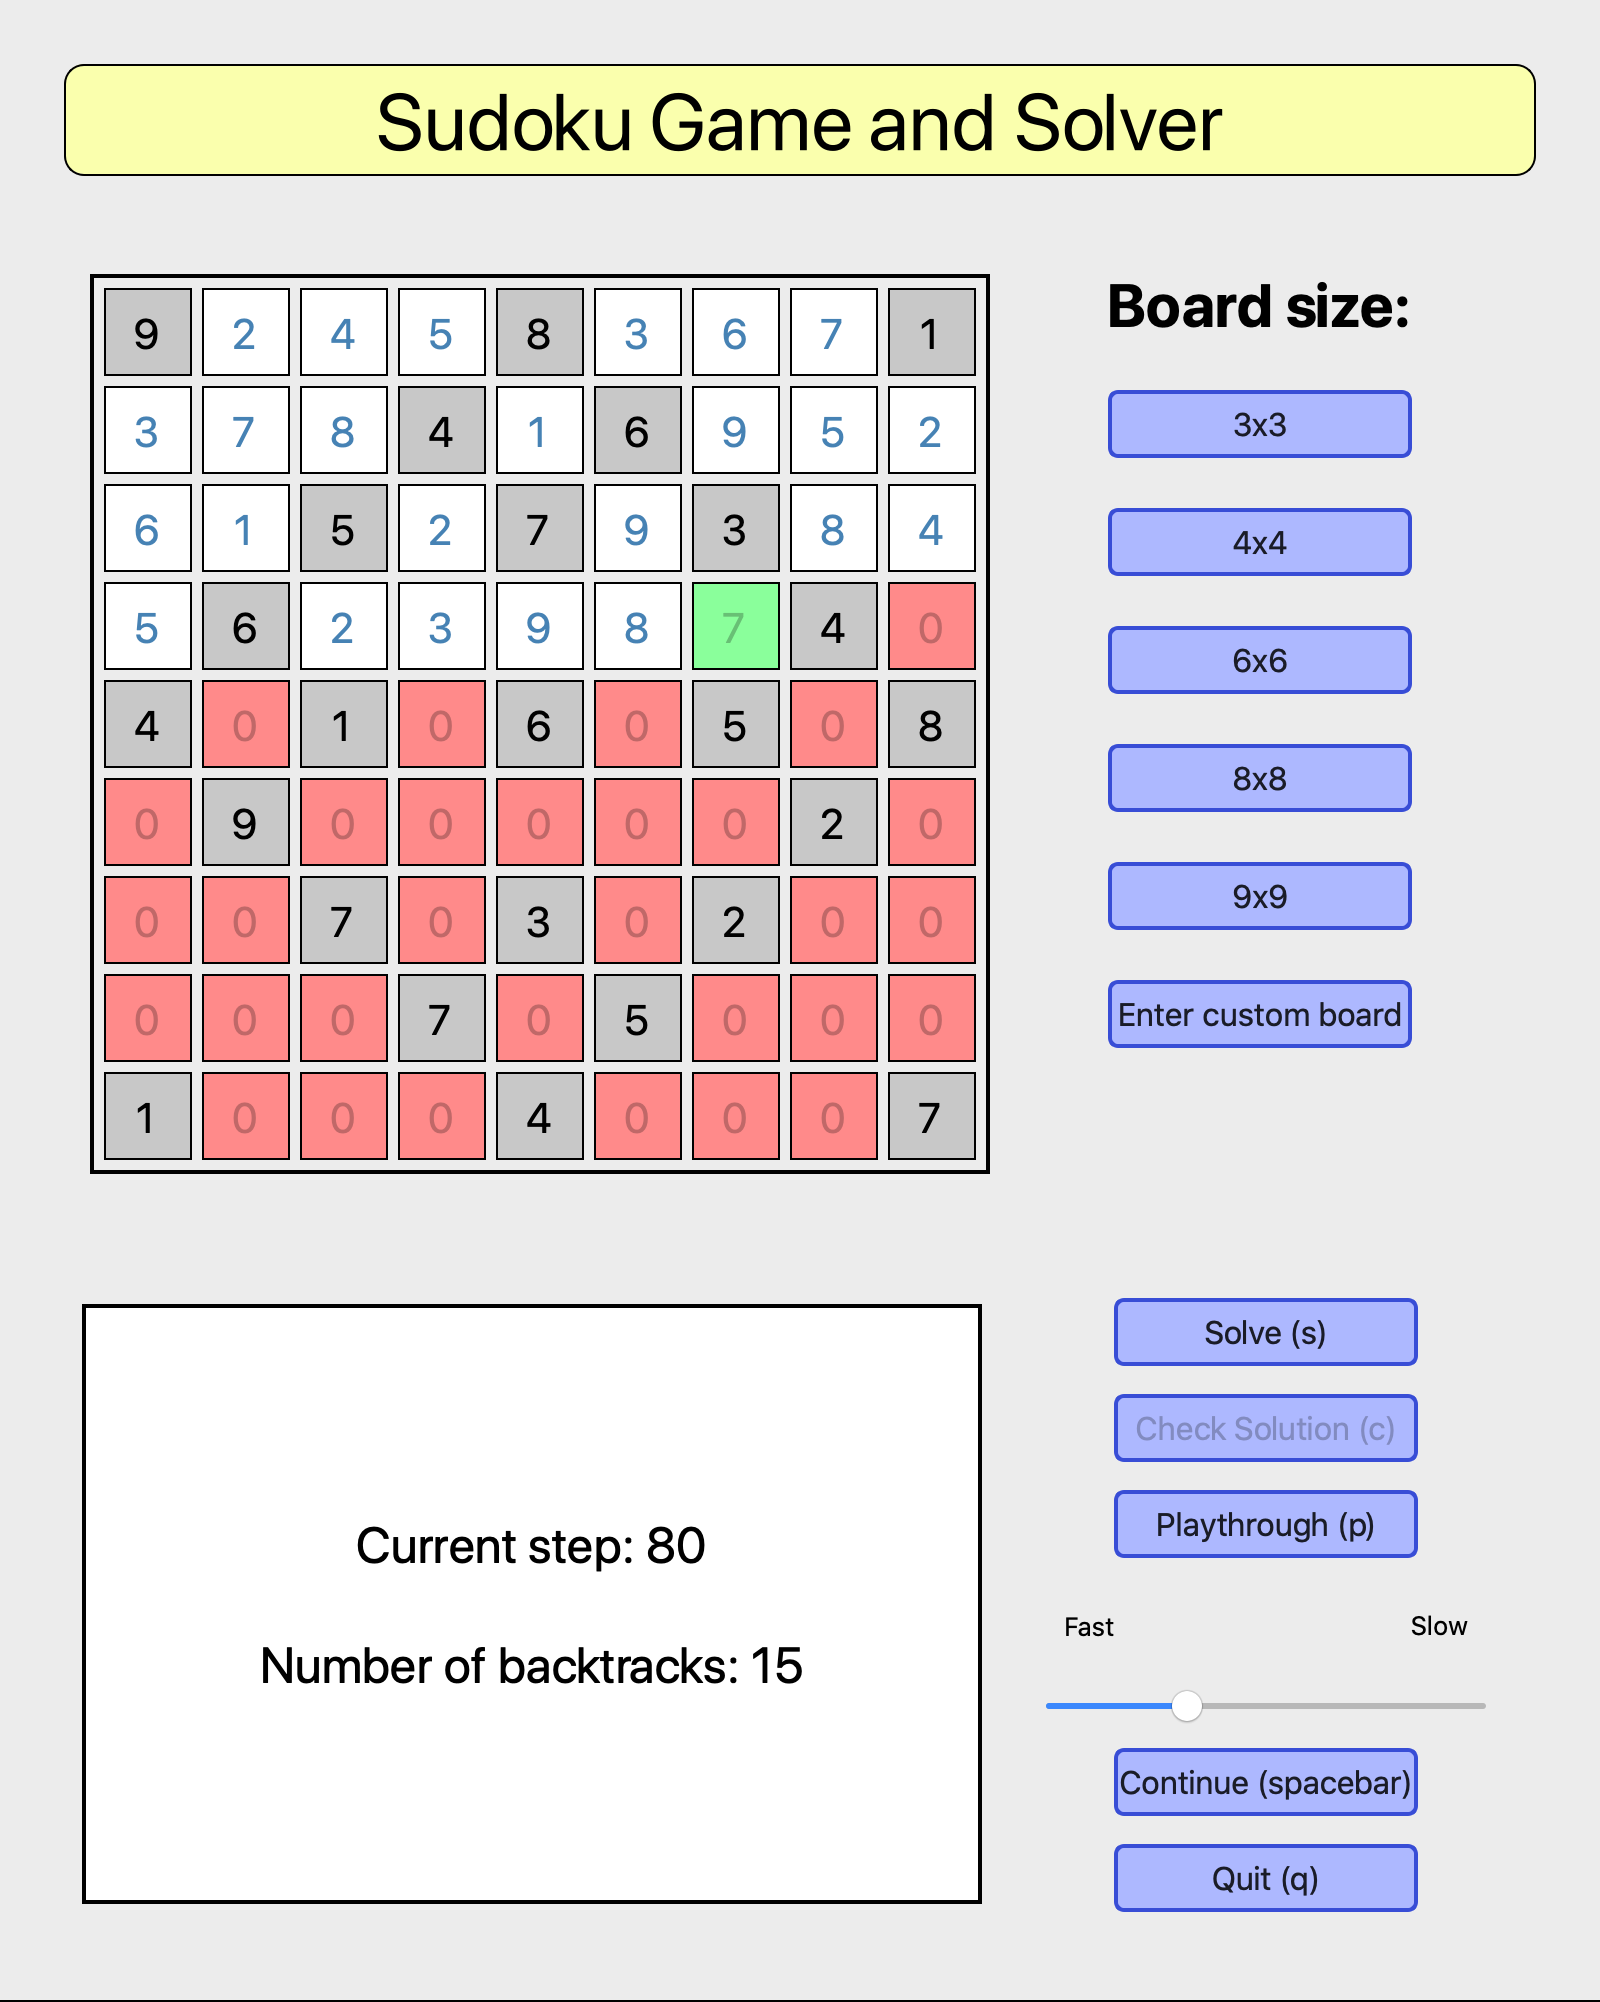 Sudoku Game and Solver
Board size:
9 2 4 5 8 3 6 7 1
3 7 8 4 1 6 9 5 2
6 1 5 2 7 9 3 8 4
5 6 2 3 9 8 7 4 0
4 0 1 0 6 0 5 0 8
0 9 0 0 0 0 0 2 0
0 0 7 0 3 0 2 0 0
0 0 0 7 0 5 0 0 0
1 0 0 0 4 0 0 0 7
3x3
4x4
6x6
8x8
9x9
Enter custom board
Current step: 80
Number of backtracks: 15
Solve (s)
Check Solution (c)
Playthrough (p)
Fast Slow
Continue (spacebar)
Quit (q)